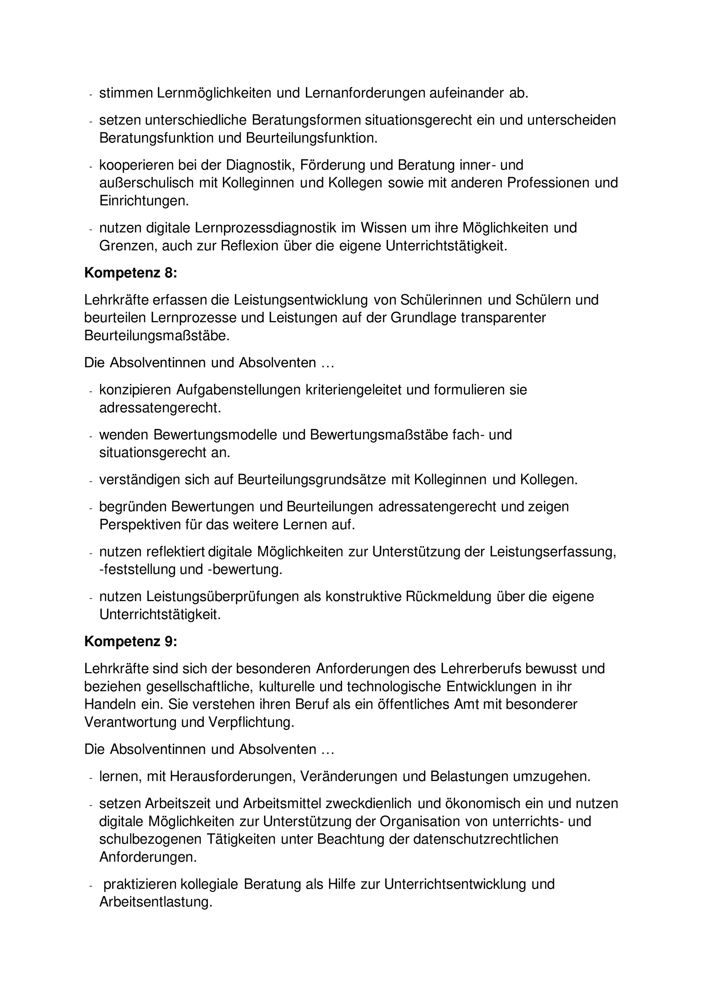 - stimmen Lernmöglichkeiten und Lernanforderungen aufeinander ab.
- setzen unterschiedliche Beratungsformen situationsgerecht ein und unterscheiden
Beratungsfunktion und Beurteilungsfunktion.
- kooperieren bei der Diagnostik, Förderung und Beratung inner- und
außerschulisch mit Kolleginnen und Kollegen sowie mit anderen Professionen und
Einrichtungen.
- nutzen digitale Lernprozessdiagnostik im Wissen um ihre Möglichkeiten und
Grenzen, auch zur Reflexion über die eigene Unterrichtstätigkeit.
Kompetenz 8:
Lehrkräfte erfassen die Leistungsentwicklung von Schülerinnen und Schülern und
beurteilen Lernprozesse und Leistungen auf der Grundlage transparenter
Beurteilungsmaßstäbe.
Die Absolventinnen und Absolventen …
- konzipieren Aufgabenstellungen kriteriengeleitet und formulieren sie
adressatengerecht.
- wenden Bewertungsmodelle und Bewertungsmaßstäbe fach- und
situationsgerecht an.
- verständigen sich auf Beurteilungsgrundsätze mit Kolleginnen und Kollegen.
- begründen Bewertungen und Beurteilungen adressatengerecht und zeigen
Perspektiven für das weitere Lernen auf.
- nutzen reflektiert digitale Möglichkeiten zur Unterstützung der Leistungserfassung,
-feststellung und -bewertung.
- nutzen Leistungsüberprüfungen als konstruktive Rückmeldung über die eigene
Unterrichtstätigkeit.
Kompetenz 9:
Lehrkräfte sind sich der besonderen Anforderungen des Lehrerberufs bewusst und
beziehen gesellschaftliche, kulturelle und technologische Entwicklungen in ihr
Handeln ein. Sie verstehen ihren Beruf als ein öffentliches Amt mit besonderer
Verantwortung und Verpflichtung.
Die Absolventinnen und Absolventen …
- lernen, mit Herausforderungen, Veränderungen und Belastungen umzugehen.
- setzen Arbeitszeit und Arbeitsmittel zweckdienlich und ökonomisch ein und nutzen
digitale Möglichkeiten zur Unterstützung der Organisation von unterrichts- und
schulbezogenen Tätigkeiten unter Beachtung der datenschutzrechtlichen
Anforderungen.
- praktizieren kollegiale Beratung als Hilfe zur Unterrichtsentwicklung und
Arbeitsentlastung.